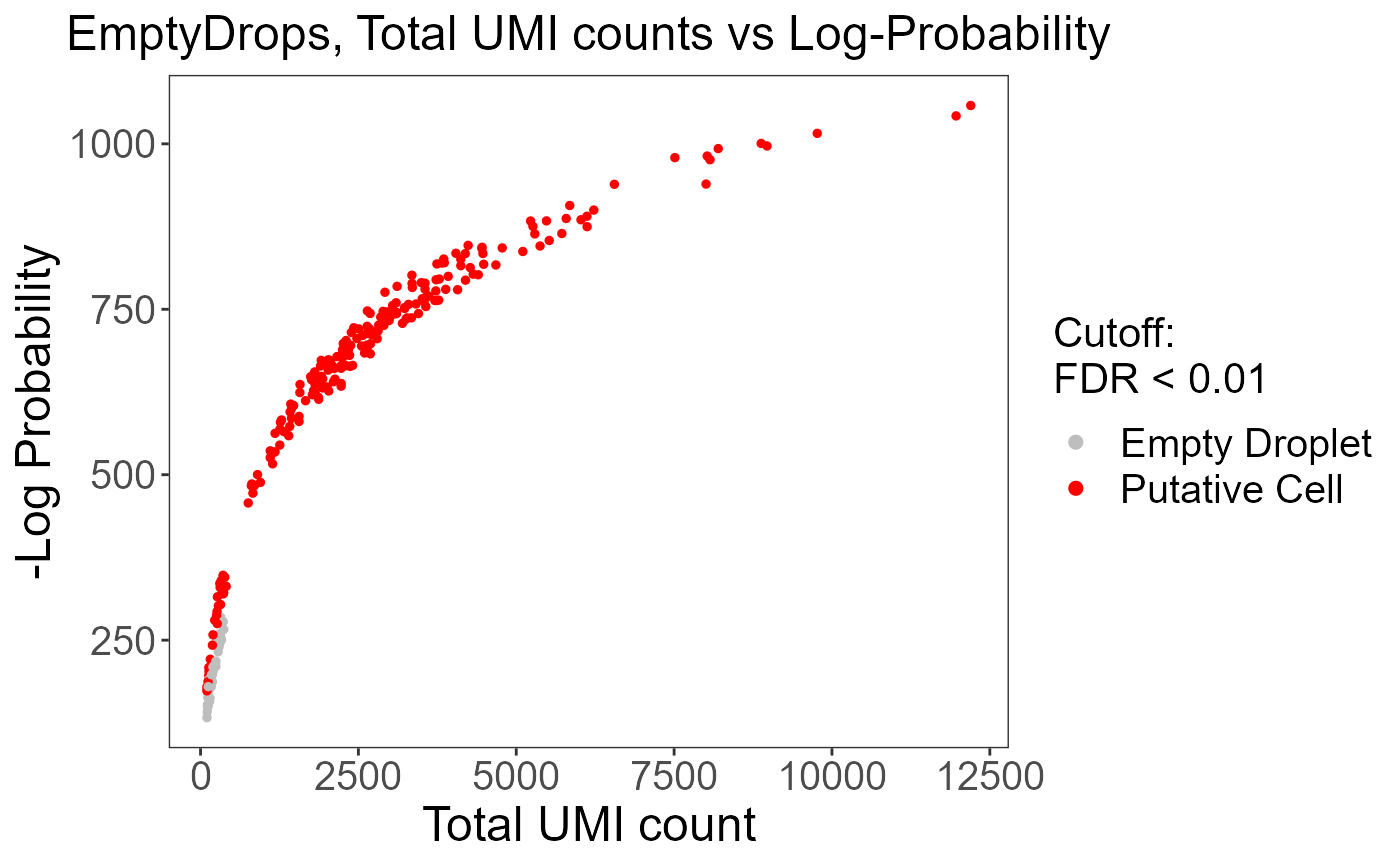 EmptyDrops, Total UMI counts vs Log-Probability
-Log Probability
1000
750
500
250
0 2500 5000 7500 10000 12500
Total UMI count
Cutoff:
FDR < 0.01
Empty Droplet
Putative Cell